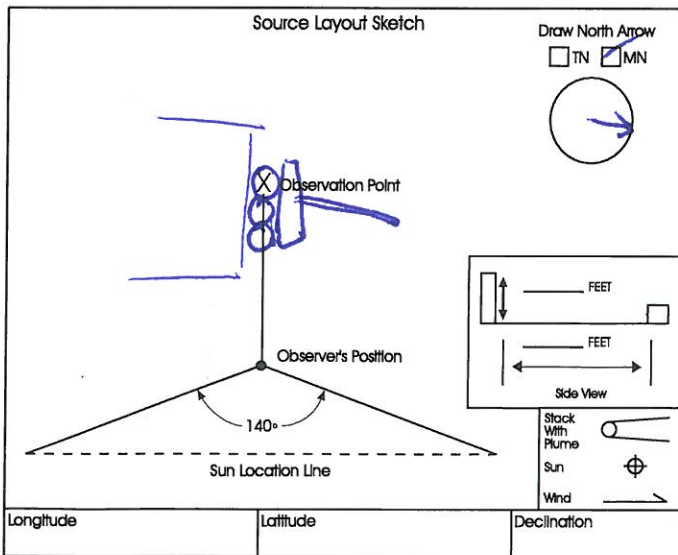 Source Layout Sketch
Draw North Arrow
TN MN
X Observation Point
FEET
FEET
Side View
Observer's Position
140°
Sun Location Line
Stack
With
Plume
Sun
Wind
Longitude Latitude Declination